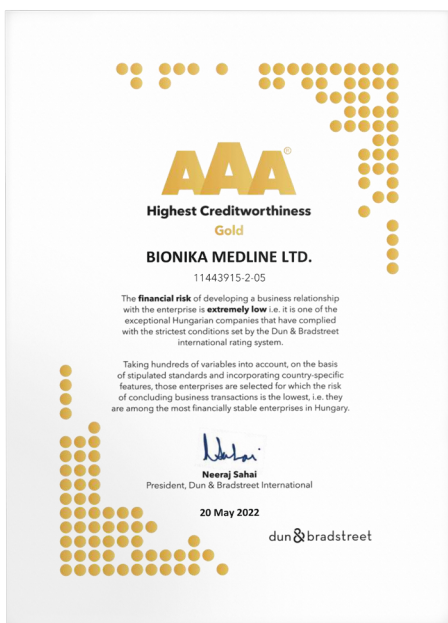 AAA®
Highest Creditworthiness
Gold
BIONIKA MEDLINE LTD.
11443915-2-05
The financial risk of developing a business relationship
with the enterprise is extremely low i.e. it is one of the
exceptional Hungarian companies that have complied
with the strictest conditions set by the Dun & Bradstreet
international rating system.
Taking hundreds of variables into account, on the basis
of stipulated standards and incorporating country-specific
features, those enterprises are selected for which the risk
of concluding business transactions is the lowest, i.e. they
are among the most financially stable enterprises in Hungary.
Neeraj Sahai
President, Dun & Bradstreet International
20 May 2022
dun & bradstreet